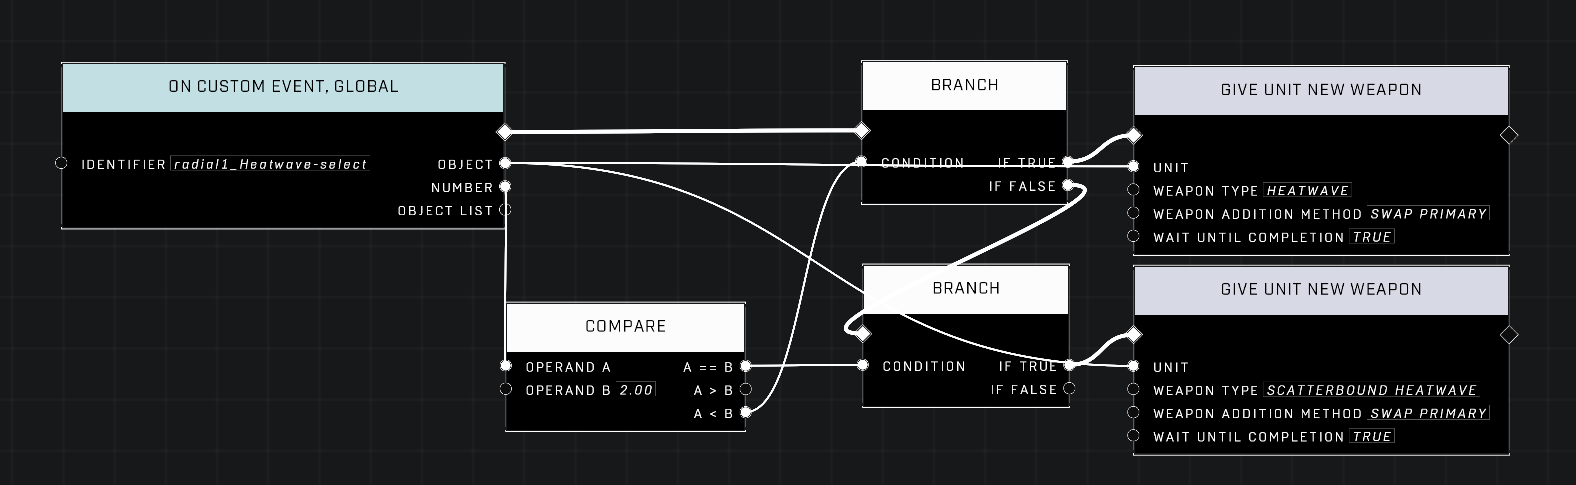 ON CUSTOM EVENT, GLOBAL
IDENTIFIER radial1_Heatwave-select
OBJECT
NUMBER
OBJECT LIST
COMPARE
OPERAND A
A == B
OPERAND B 2.00
A > B
A < B
BRANCH
CONDITION
IF TRUE
IF FALSE
BRANCH
CONDITION
IF TRUE
IF FALSE
GIVE UNIT NEW WEAPON
UNIT
WEAPON TYPE HEATWAVE
WEAPON ADDITION METHOD SWAP PRIMARY
WAIT UNTIL COMPLETION TRUE
GIVE UNIT NEW WEAPON
UNIT
WEAPON TYPE SCATTERBOUND HEATWAVE
WEAPON ADDITION METHOD SWAP PRIMARY
WAIT UNTIL COMPLETION TRUE